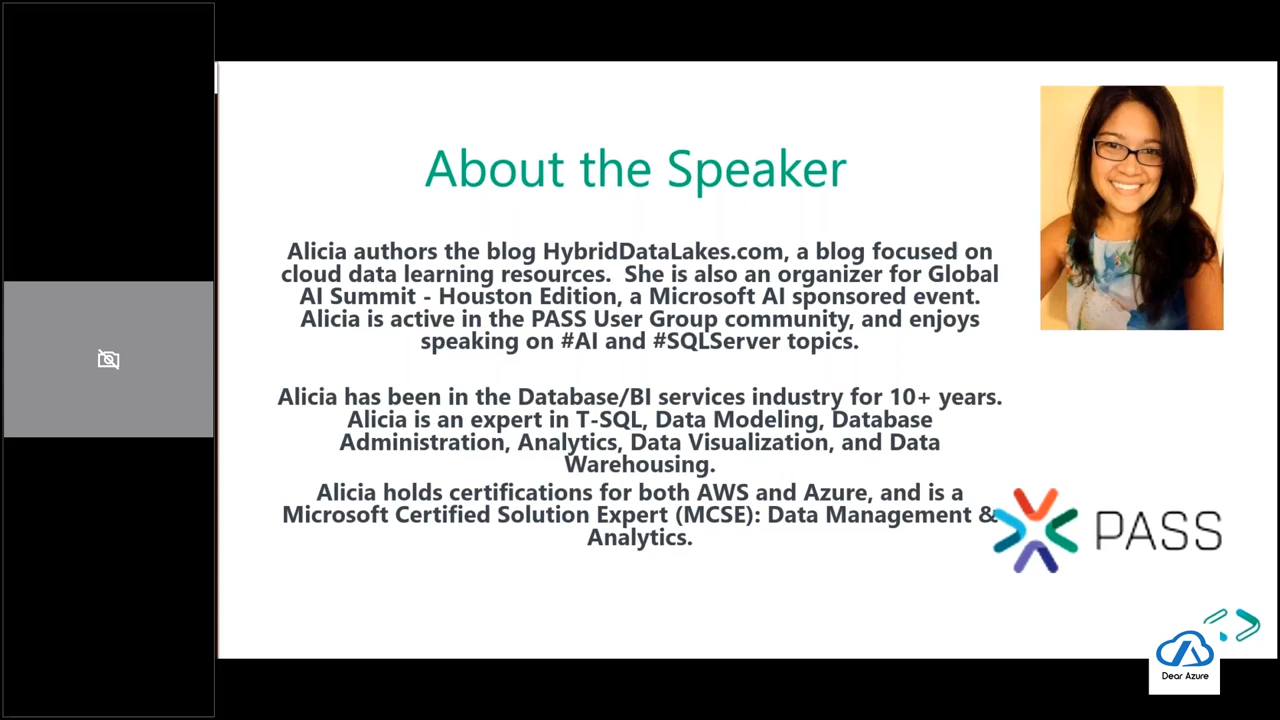 About the Speaker
Alicia authors the blog HybridDataLakes.com, a blog focused on
cloud data learning resources.  She is also an organizer for Global
AI Summit - Houston Edition, a Microsoft AI sponsored event.
Alicia is active in the PASS User Group community, and enjoys
speaking on #AI and #SQLServer topics.
Alicia has been in the Database/BI services industry for 10+ years.
Alicia is an expert in T-SQL, Data Modeling, Database
Administration, Analytics, Data Visualization, and Data
Warehousing.
Alicia holds certifications for both AWS and Azure, and is a
Microsoft Certified Solution Expert (MCSE): Data Management &
Analytics.
PASS
Dear Azure